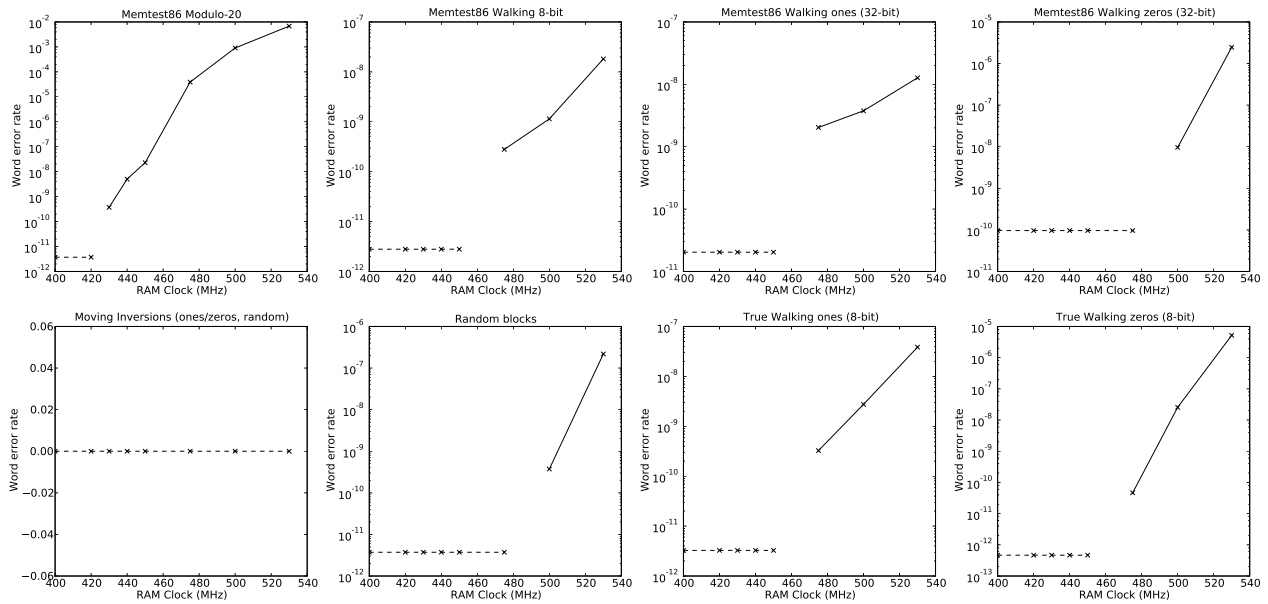 Memtest86 Modulo-20
Word error rate
10^-2
10^-3
10^-4
10^-5
10^-6
10^-7
10^-8
10^-9
10^-10
10^-11
10^-12
400 420 440 460 480 500 520 540
RAM Clock (MHz)
Memtest86 Walking 8-bit
Word error rate
10^-7
10^-8
10^-9
10^-10
10^-11
10^-12
400 420 440 460 480 500 520 540
RAM Clock (MHz)
Memtest86 Walking ones (32-bit)
Word error rate
10^-7
10^-8
10^-9
10^-10
10^-11
400 420 440 460 480 500 520 540
RAM Clock (MHz)
Memtest86 Walking zeros (32-bit)
Word error rate
10^-5
10^-6
10^-7
10^-8
10^-9
10^-10
10^-11
400 420 440 460 480 500 520 540
RAM Clock (MHz)
Moving Inversions (ones/zeros, random)
Word error rate
0.06
0.04
0.02
0.00
−0.02
−0.04
−0.06
400 420 440 460 480 500 520 540
RAM Clock (MHz)
Random blocks
Word error rate
10^-6
10^-7
10^-8
10^-9
10^-10
10^-11
10^-12
400 420 440 460 480 500 520 540
RAM Clock (MHz)
True Walking ones (8-bit)
Word error rate
10^-7
10^-8
10^-9
10^-10
10^-11
10^-12
400 420 440 460 480 500 520 540
RAM Clock (MHz)
True Walking zeros (8-bit)
Word error rate
10^-5
10^-6
10^-7
10^-8
10^-9
10^-10
10^-11
10^-12
10^-13
400 420 440 460 480 500 520 540
RAM Clock (MHz)